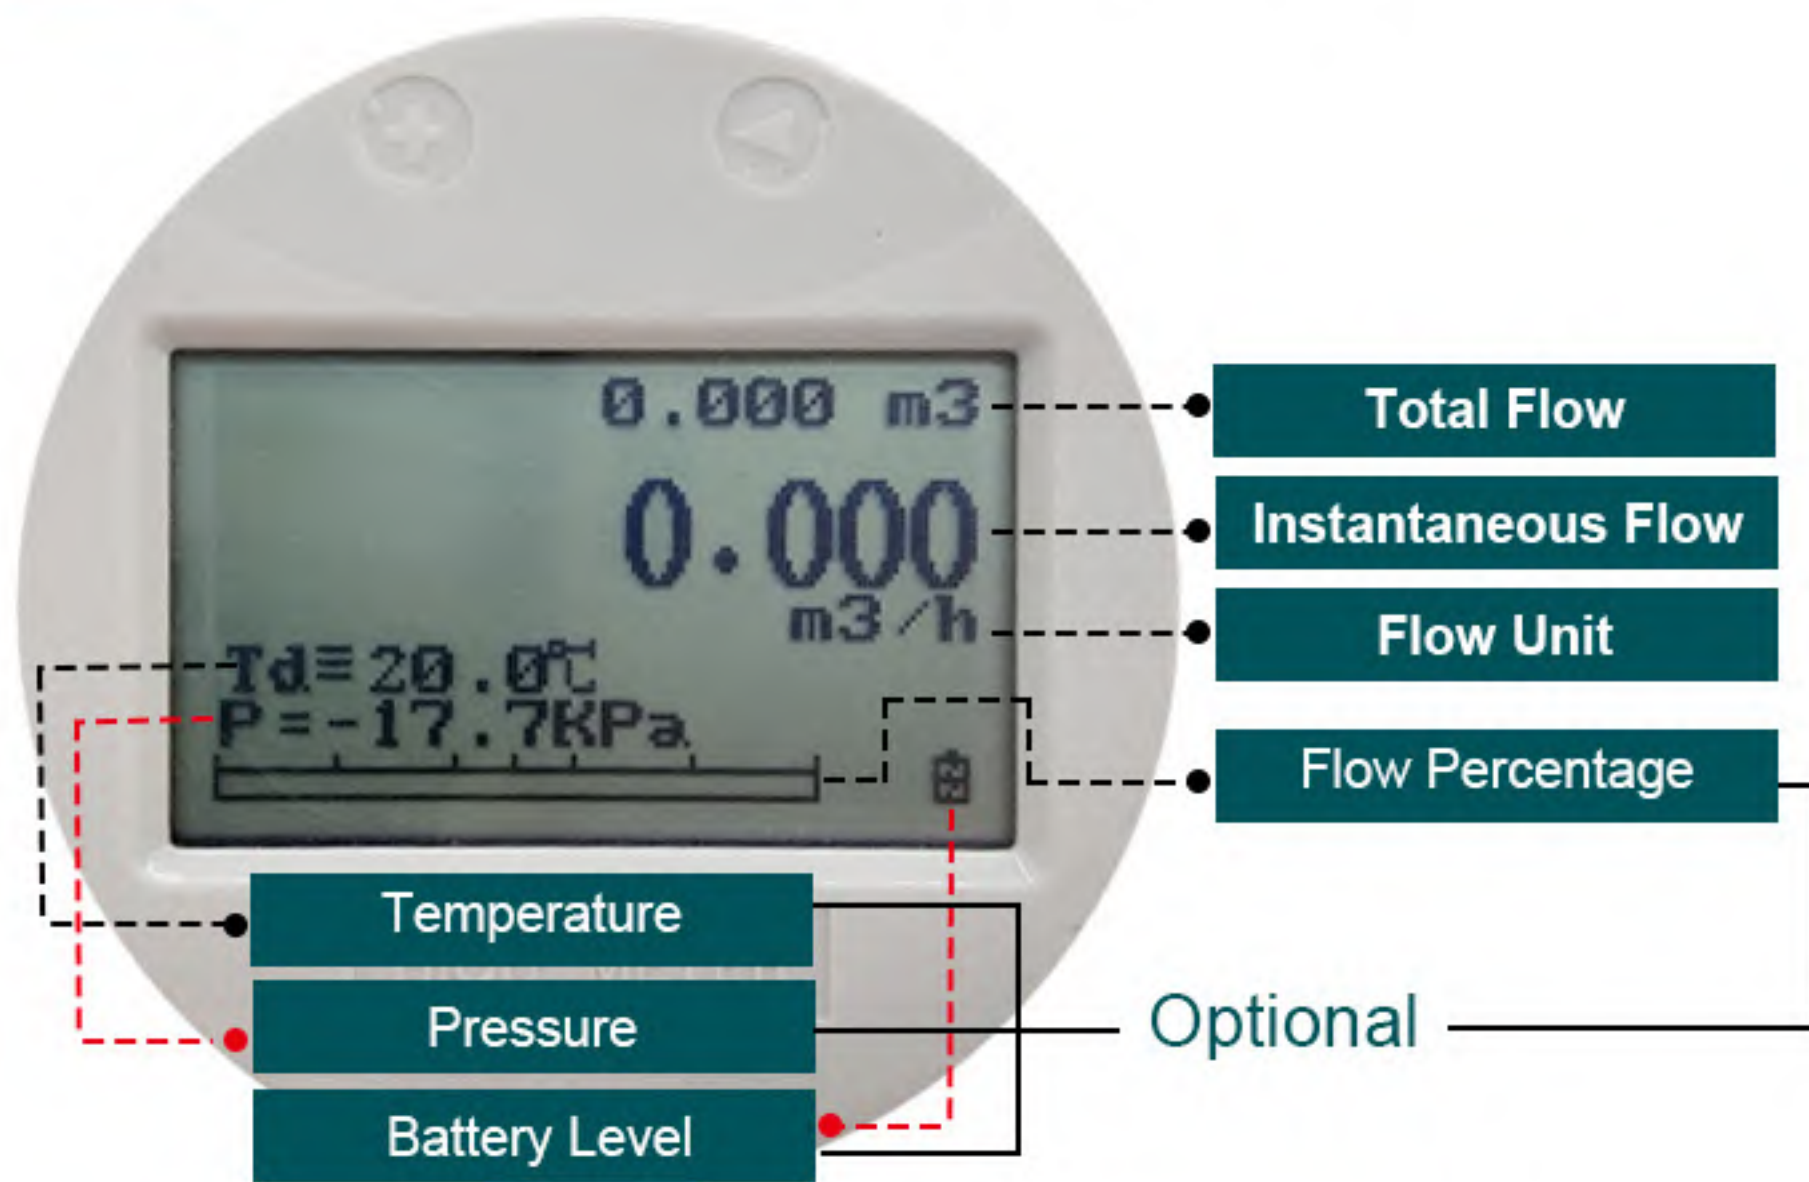 0.000 m3
Total Flow
0.000
Instantaneous Flow
m3/h
Flow Unit
Td=20.0℃
P=-17.7KPa
Flow Percentage
Temperature
Pressure
Optional
Battery Level